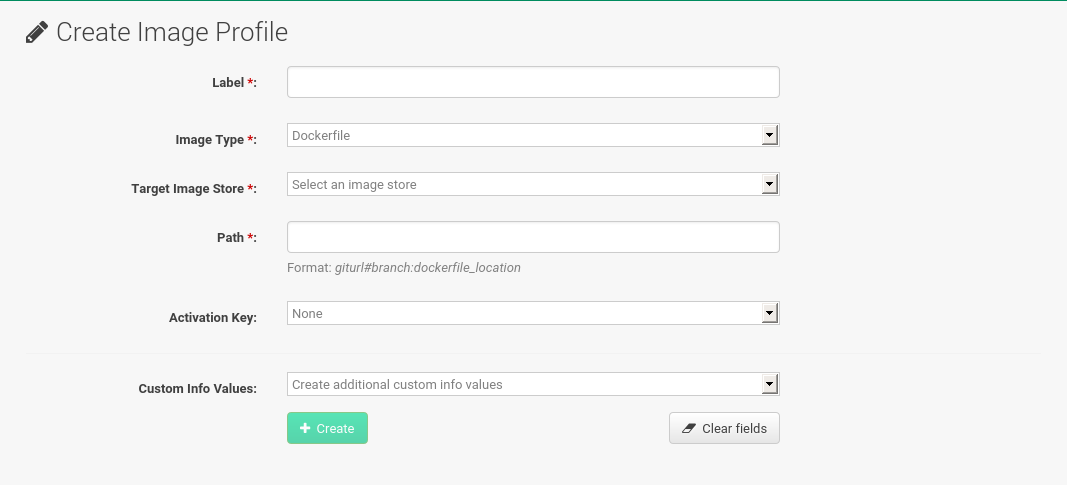 Create Image Profile
Label *:
Image Type *: Dockerfile
Target Image Store *: Select an image store
Path *:
Format: giturl#branch:dockerfile_location
Activation Key: None
Custom Info Values: Create additional custom info values
Create Clear fields